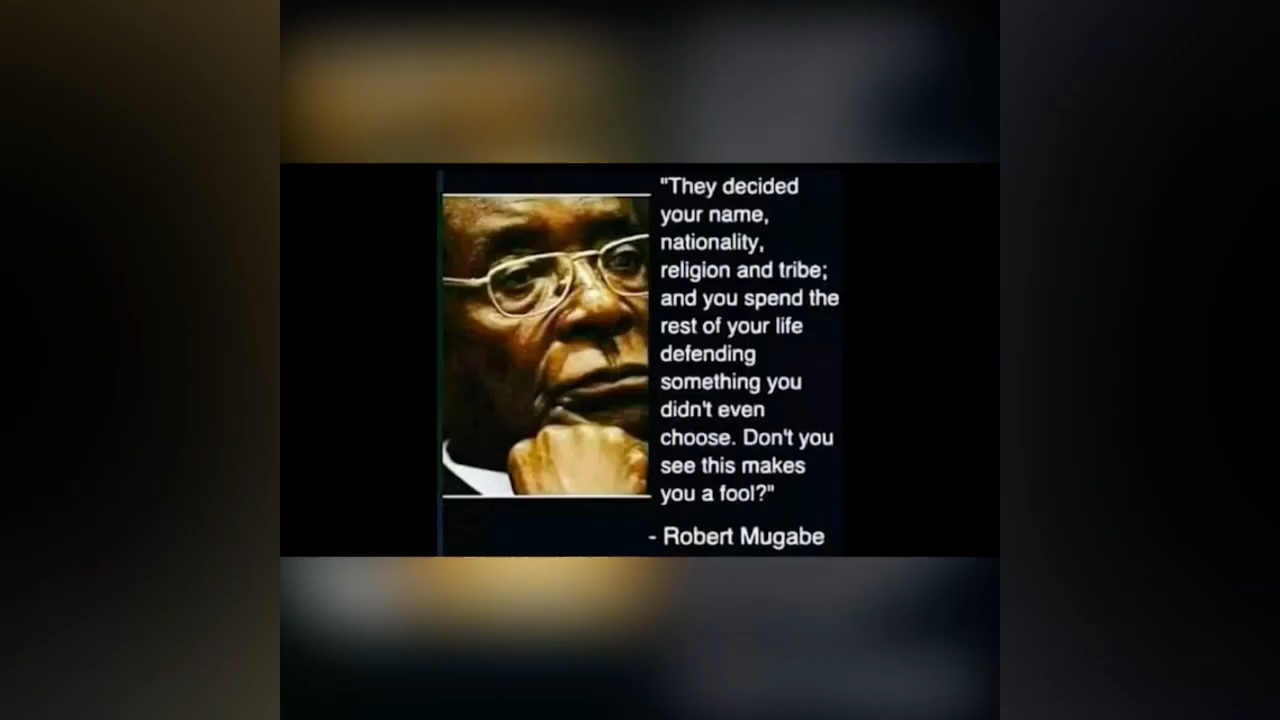 "They decided
your name,
nationality,
religion and tribe;
and you spend the
rest of your life
defending
something you
didn't even
choose. Don't you
see this makes
you a fool?"
- Robert Mugabe